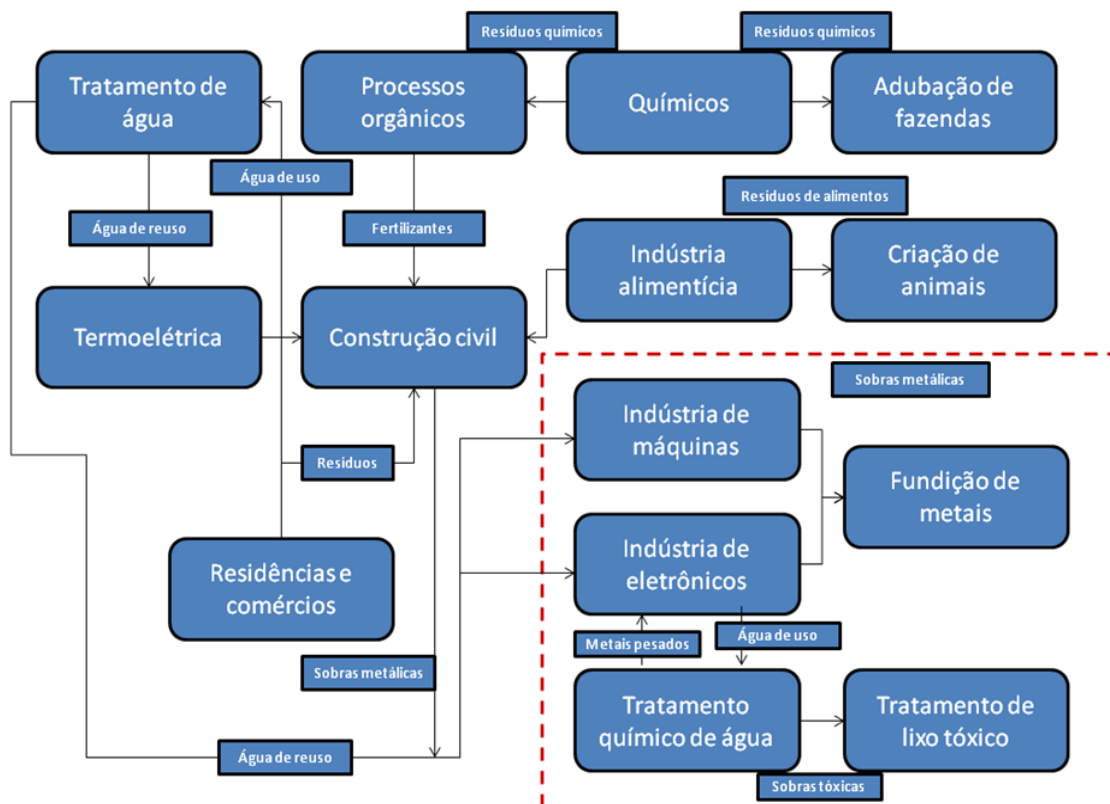 Resíduos químicos
Resíduos químicos
Tratamento de
água
Processos
orgânicos
Químicos
Adubação de
fazendas
Água de uso
Resíduos de alimentos
Água de reuso
Fertilizantes
Indústria
alimentícia
Criação de
animais
Termoelétrica
Construção civil
Sobras metálicas
Indústria de
máquinas
Resíduos
Fundição de
metais
Residências e
comércios
Indústria de
eletrônicos
Metais pesados
Água de uso
Sobras metálicas
Tratamento
químico de água
Tratamento de
lixo tóxico
Água de reuso
Sobras tóxicas